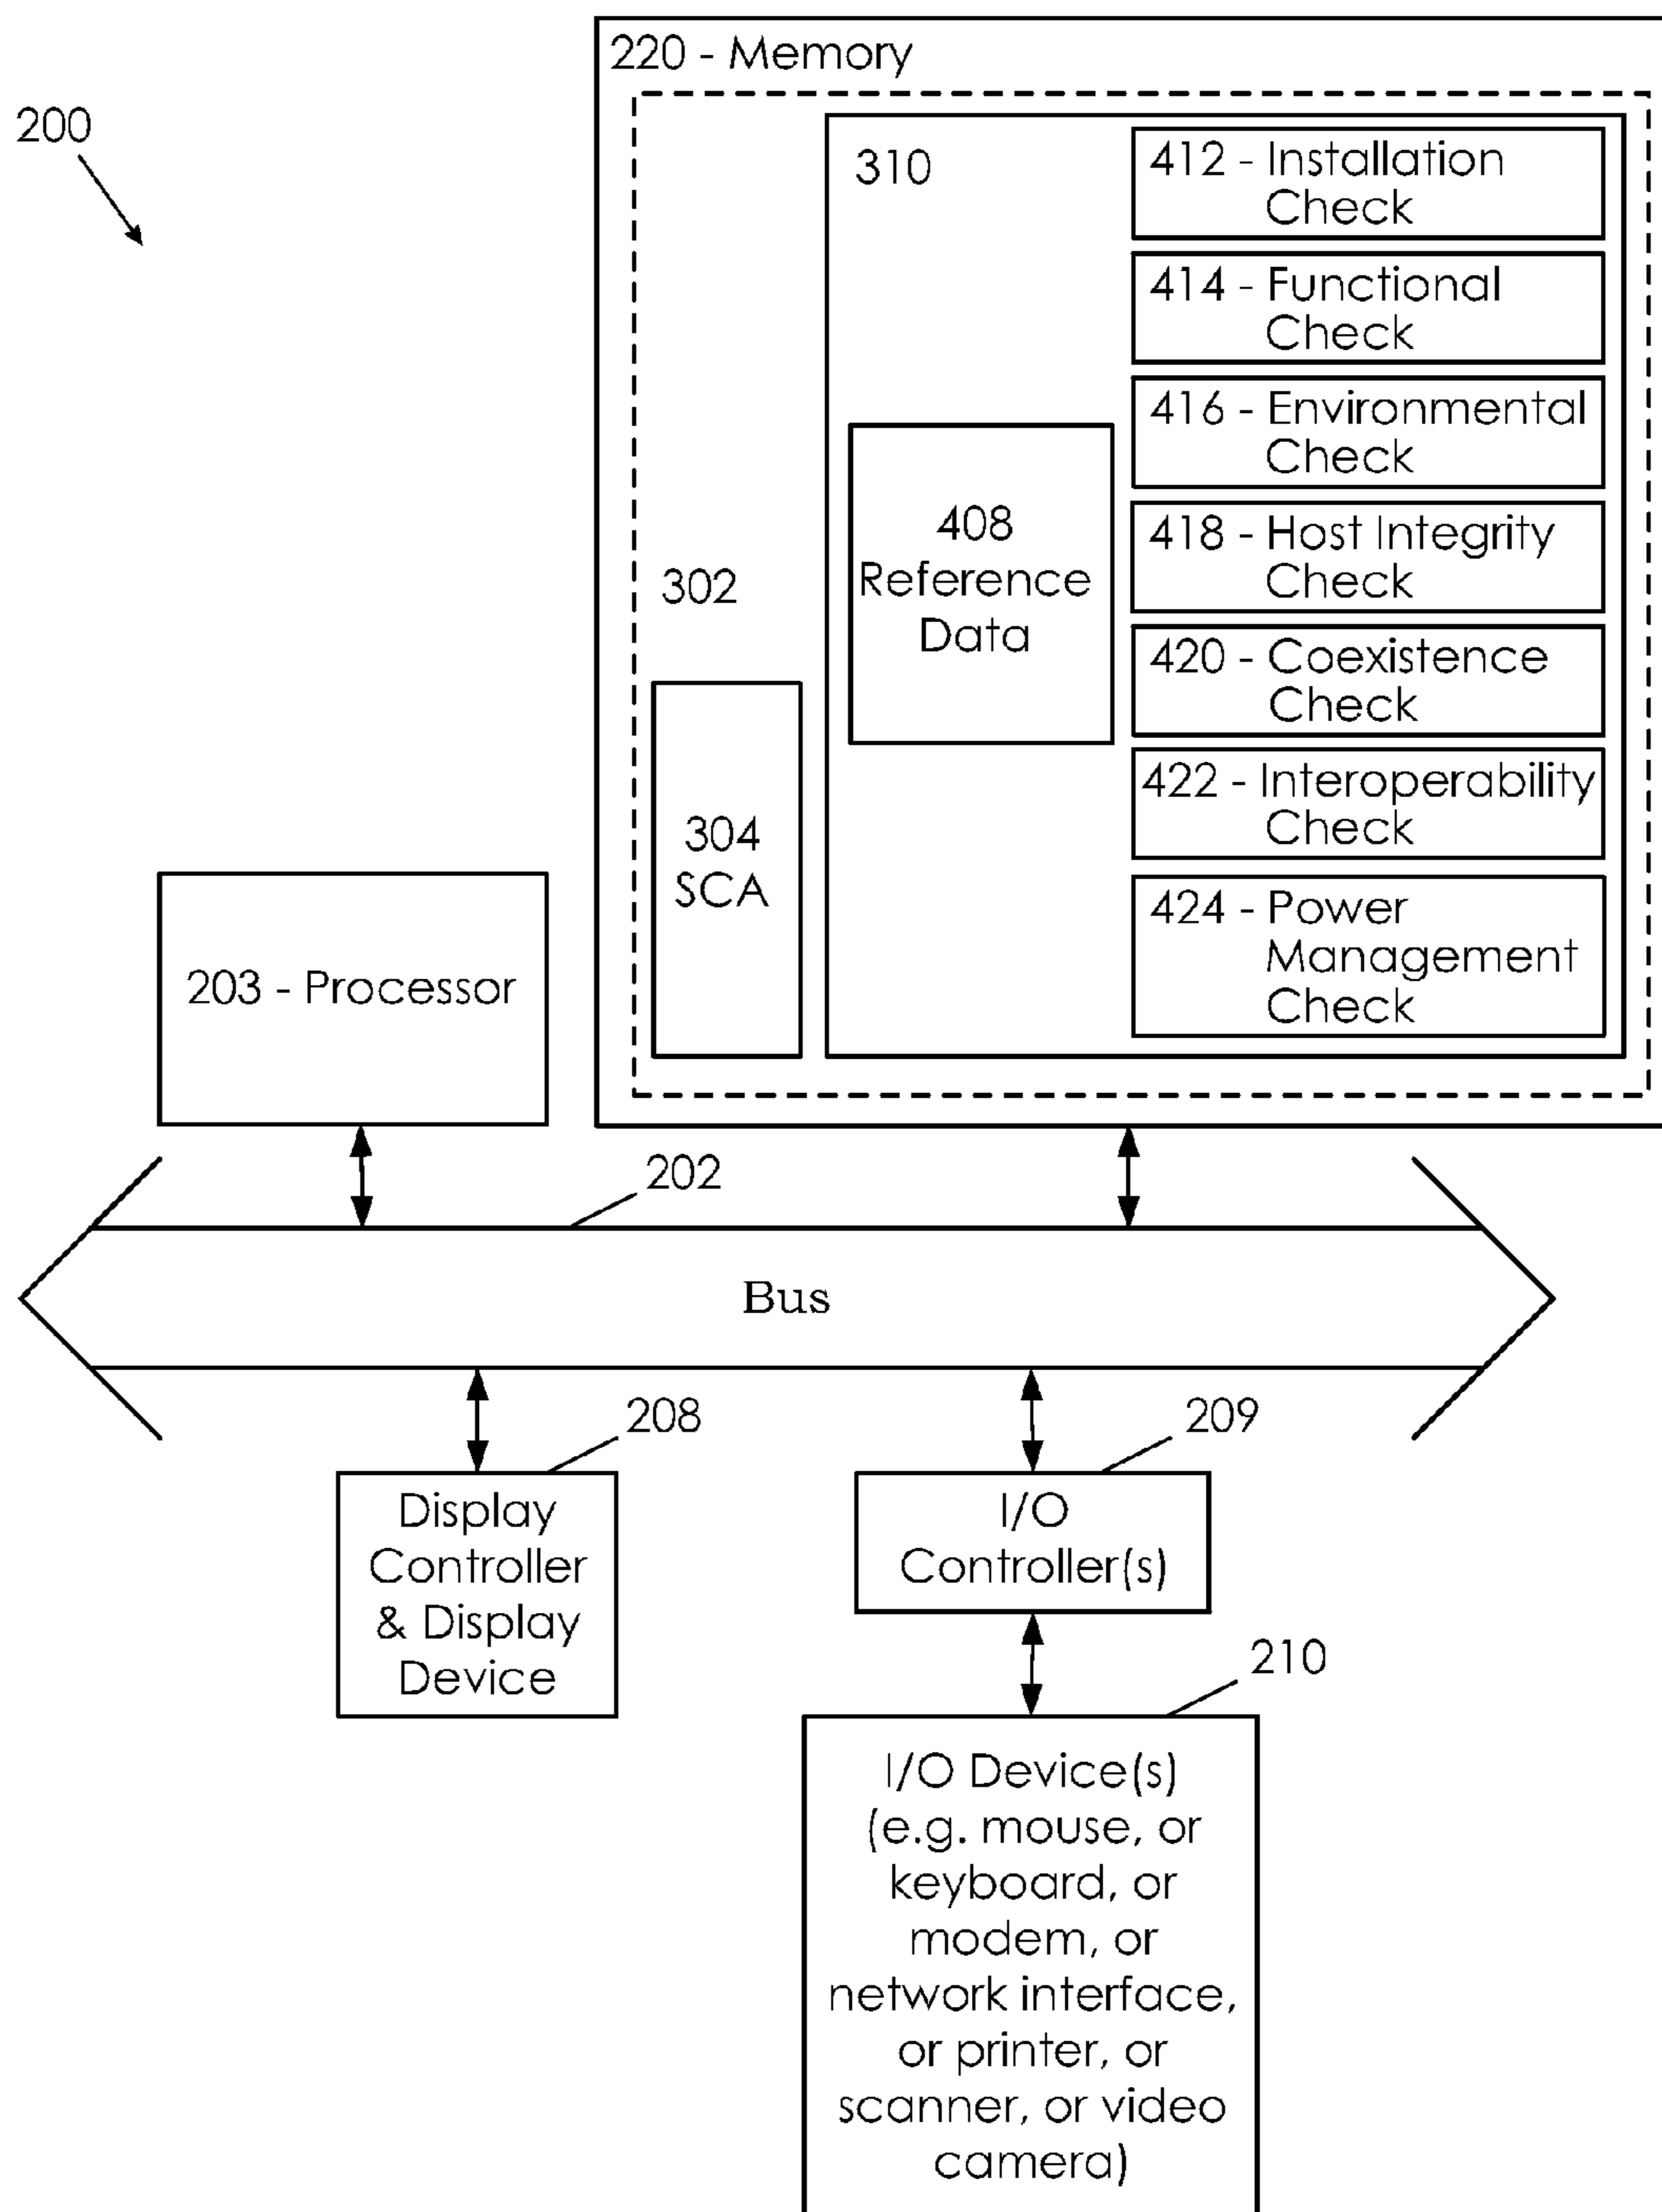 220 - Memory
200
310
412 - Installation
Check
414 - Functional
Check
416 - Environmental
Check
408
Reference
Data
418 - Host Integrity
Check
302
420 - Coexistence
Check
422 - Interoperability
Check
304
SCA
424 - Power
Management
Check
203 - Processor
202
Bus
208
209
Display
Controller
& Display
Device
I/O
Controller(s)
210
I/O Device(s)
(e.g. mouse, or
keyboard, or
modem, or
network interface,
or printer, or
scanner, or video
camera)